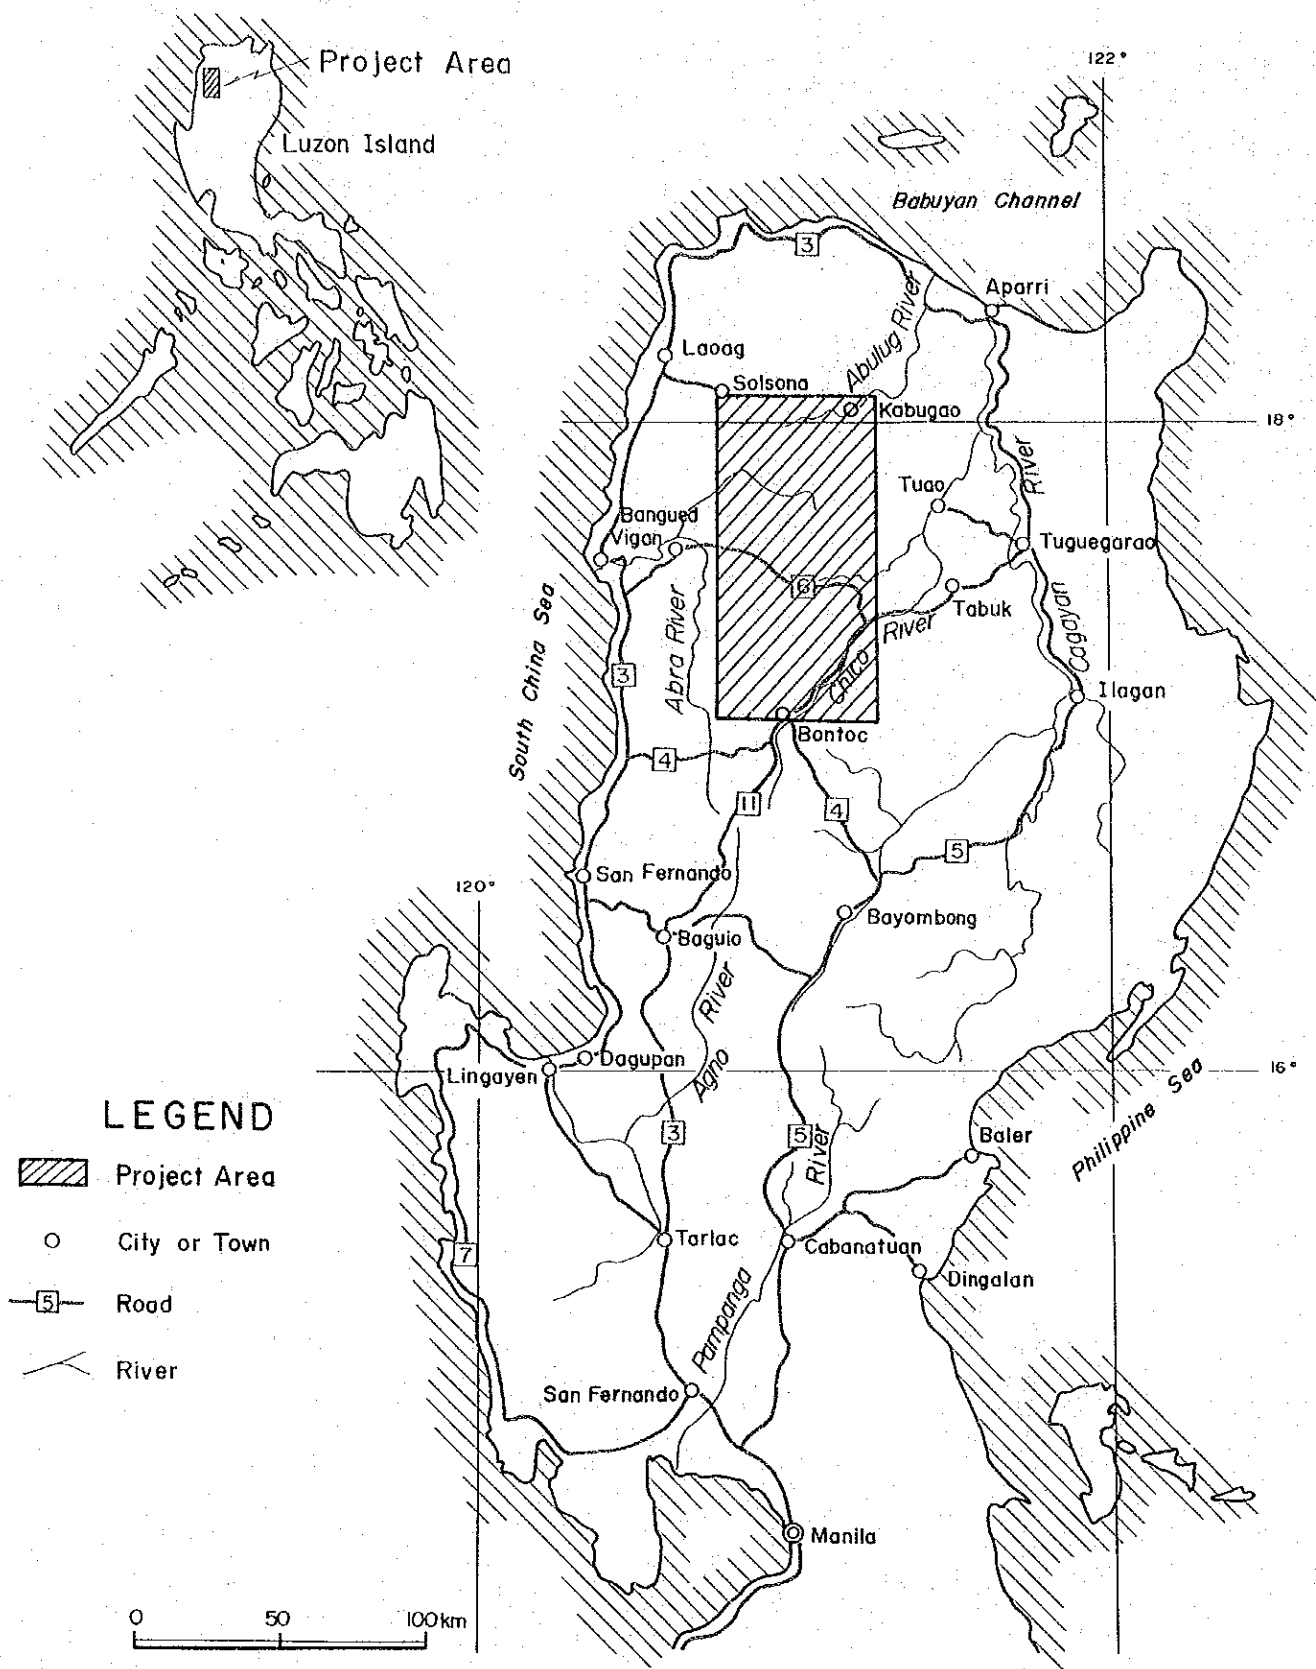 Project Area
Luzon Island
122°
Babuyan Channel
3
Aparri
Abulug River
Laoag
Solsona
Kabugao
18°
Tuao
River
Bangued
Vigan
Tuguegarao
6
Tabuk
South China Sea
Abra River
River
Chico
Cagayan
3
Ilagan
Bontoc
4
11
4
5
San Fernando
120°
Bayombong
Baguio
River
Dagupan
Agno
Lingayen
16°
Philippine Sea
LEGEND
3
5
River
Baler
Project Area
City or Town
Tarlac
Cabanatuan
7
Dingalan
5
Road
Pampanga
River
San Fernando
Manila
0 50 100km